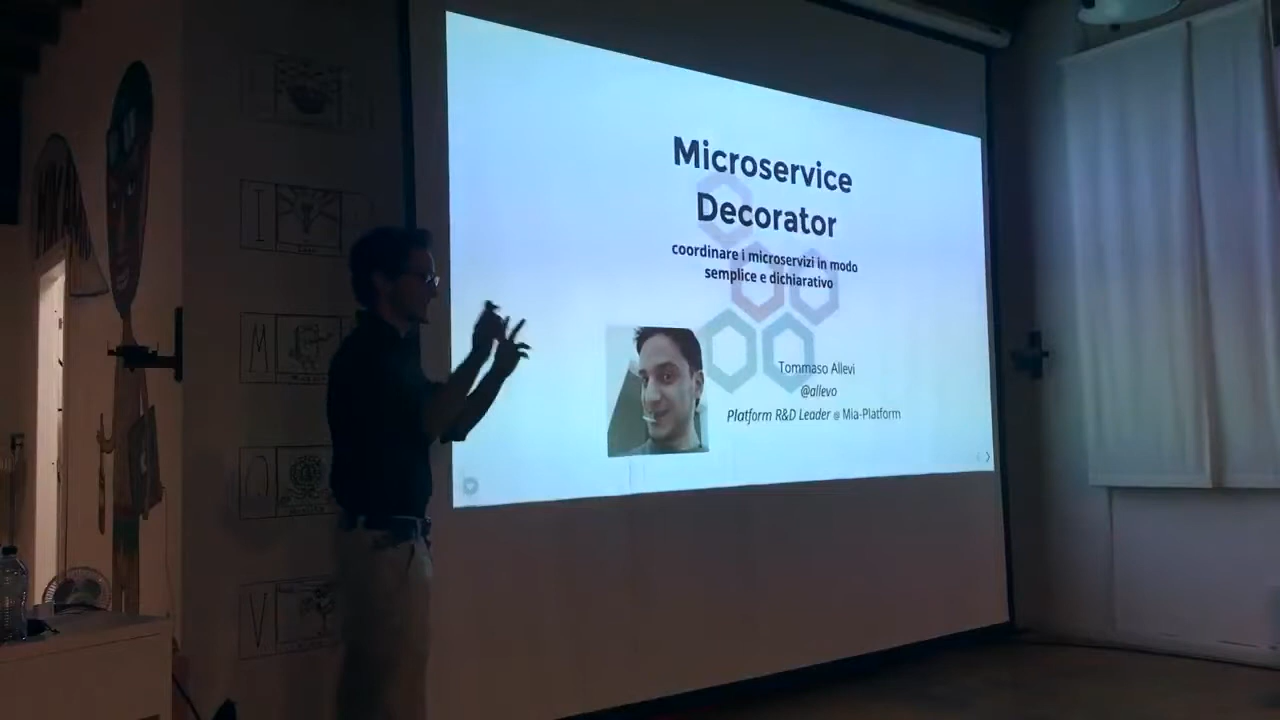 Microservice
Decorator
coordinare i microservizi in modo
semplice e dichiarativo
Tommaso Allevi
@allevo
Platform R&D Leader @ Mia-Platform
I
M
V